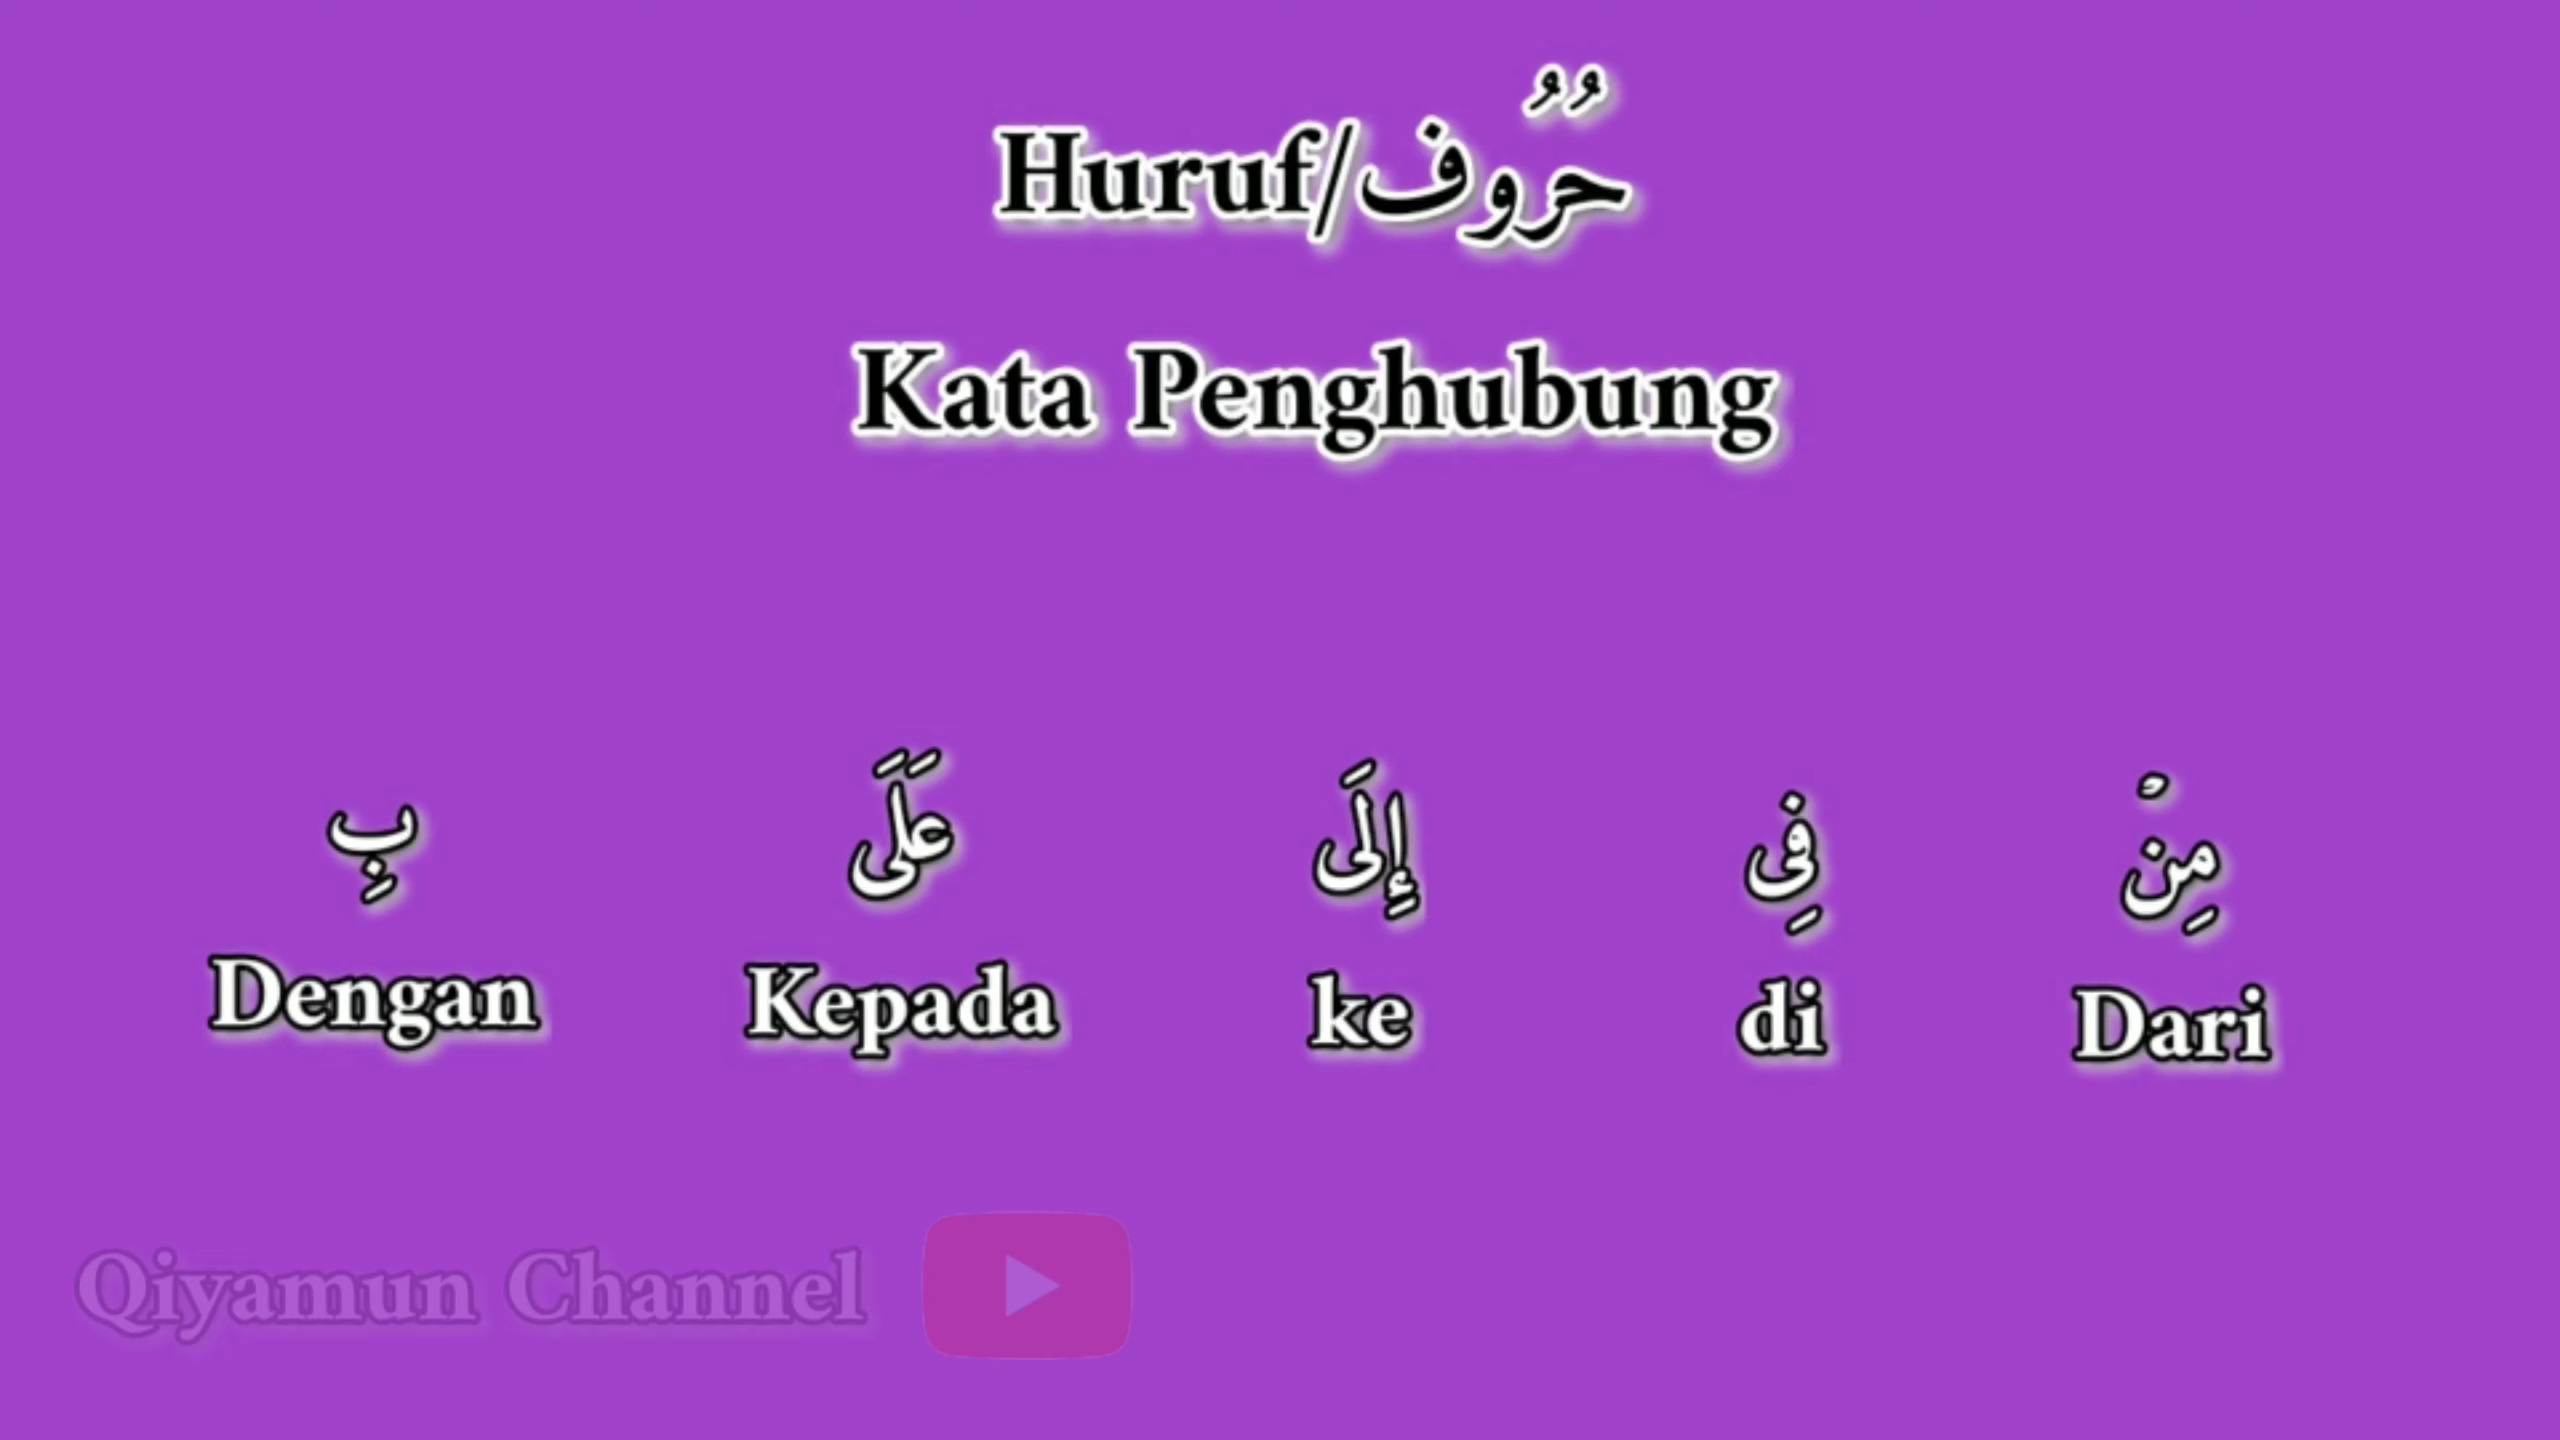 Huruf/حُرُوف
Kata Penghubung
مِنْ فِى إِلَى عَلَى بِ
Dengan Kepada ke di Dari
Qiyamun Channel